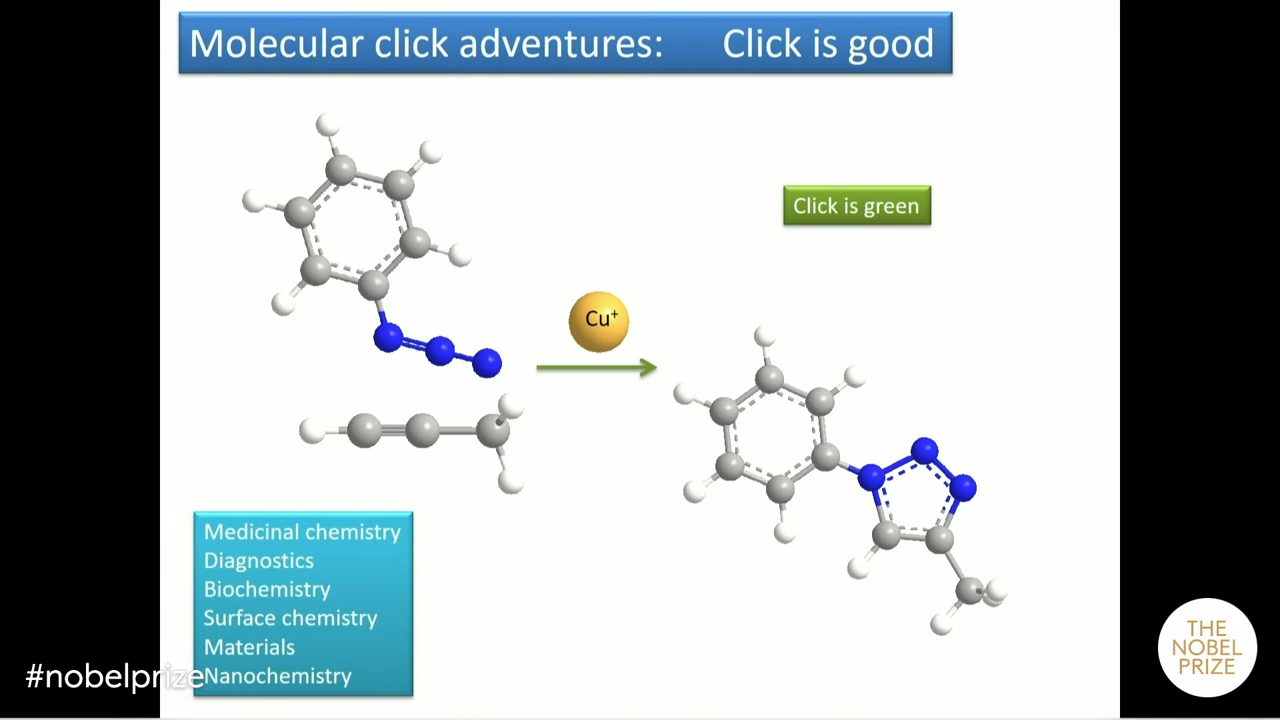 Molecular click adventures: Click is good
Click is green
Cu⁺
Medicinal chemistry
Diagnostics
Biochemistry
Surface chemistry
Materials
Nanochemistry
#nobelprize
THE
NOBEL
PRIZE